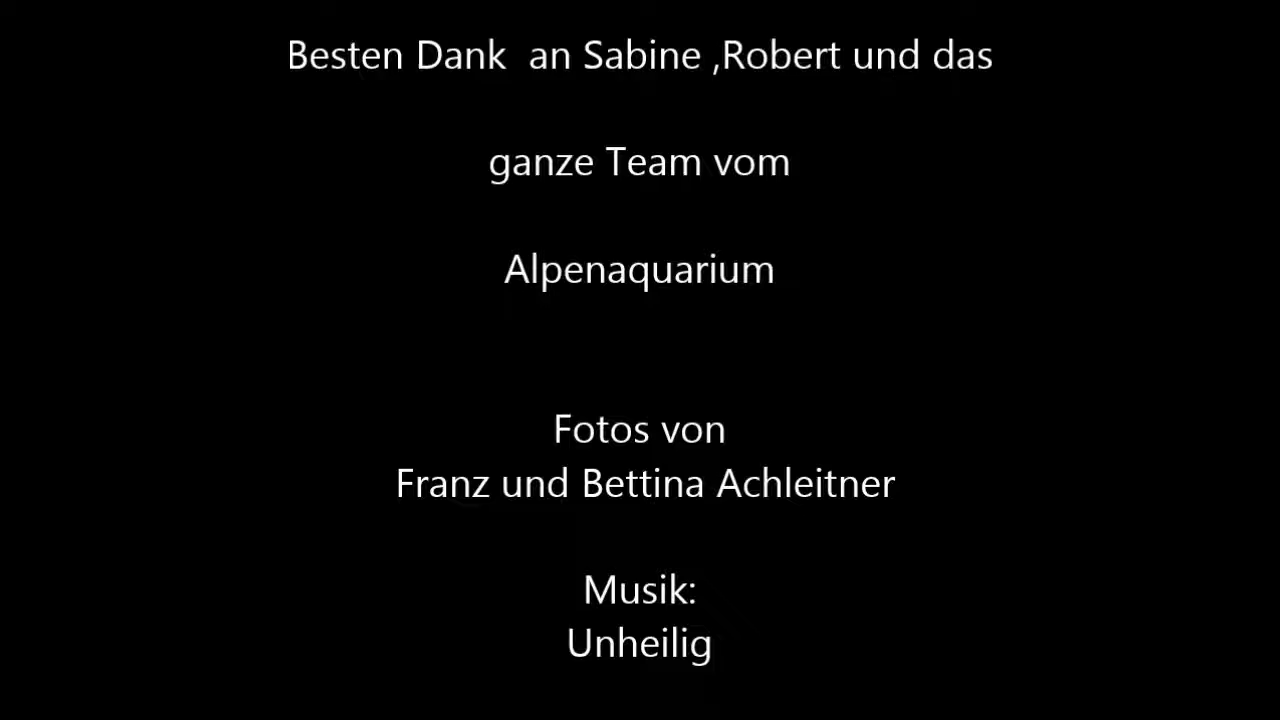 Besten Dank  an Sabine ,Robert und das
ganze Team vom
Alpenaquarium
Fotos von
Franz und Bettina Achleitner
Musik:
Unheilig